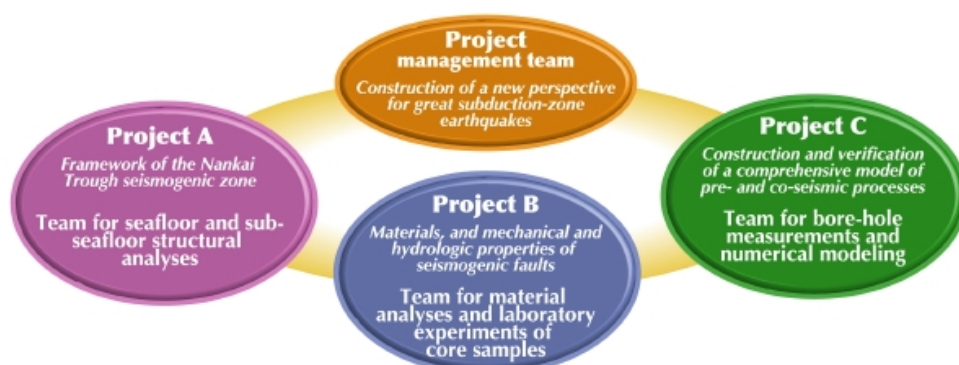 Project
management team
Construction of a new perspective
for great subduction-zone
earthquakes
Project A
Framework of the Nankai
Trough seismogenic zone
Team for seafloor and sub-
seafloor structural
analyses
Project B
Materials, and mechanical and
hydrologic properties of
seismogenic faults
Team for material
analyses and laboratory
experiments of
core samples
Project C
Construction and verification
of a comprehensive model of
pre- and co-seismic processes
Team for bore-hole
measurements and
numerical modeling